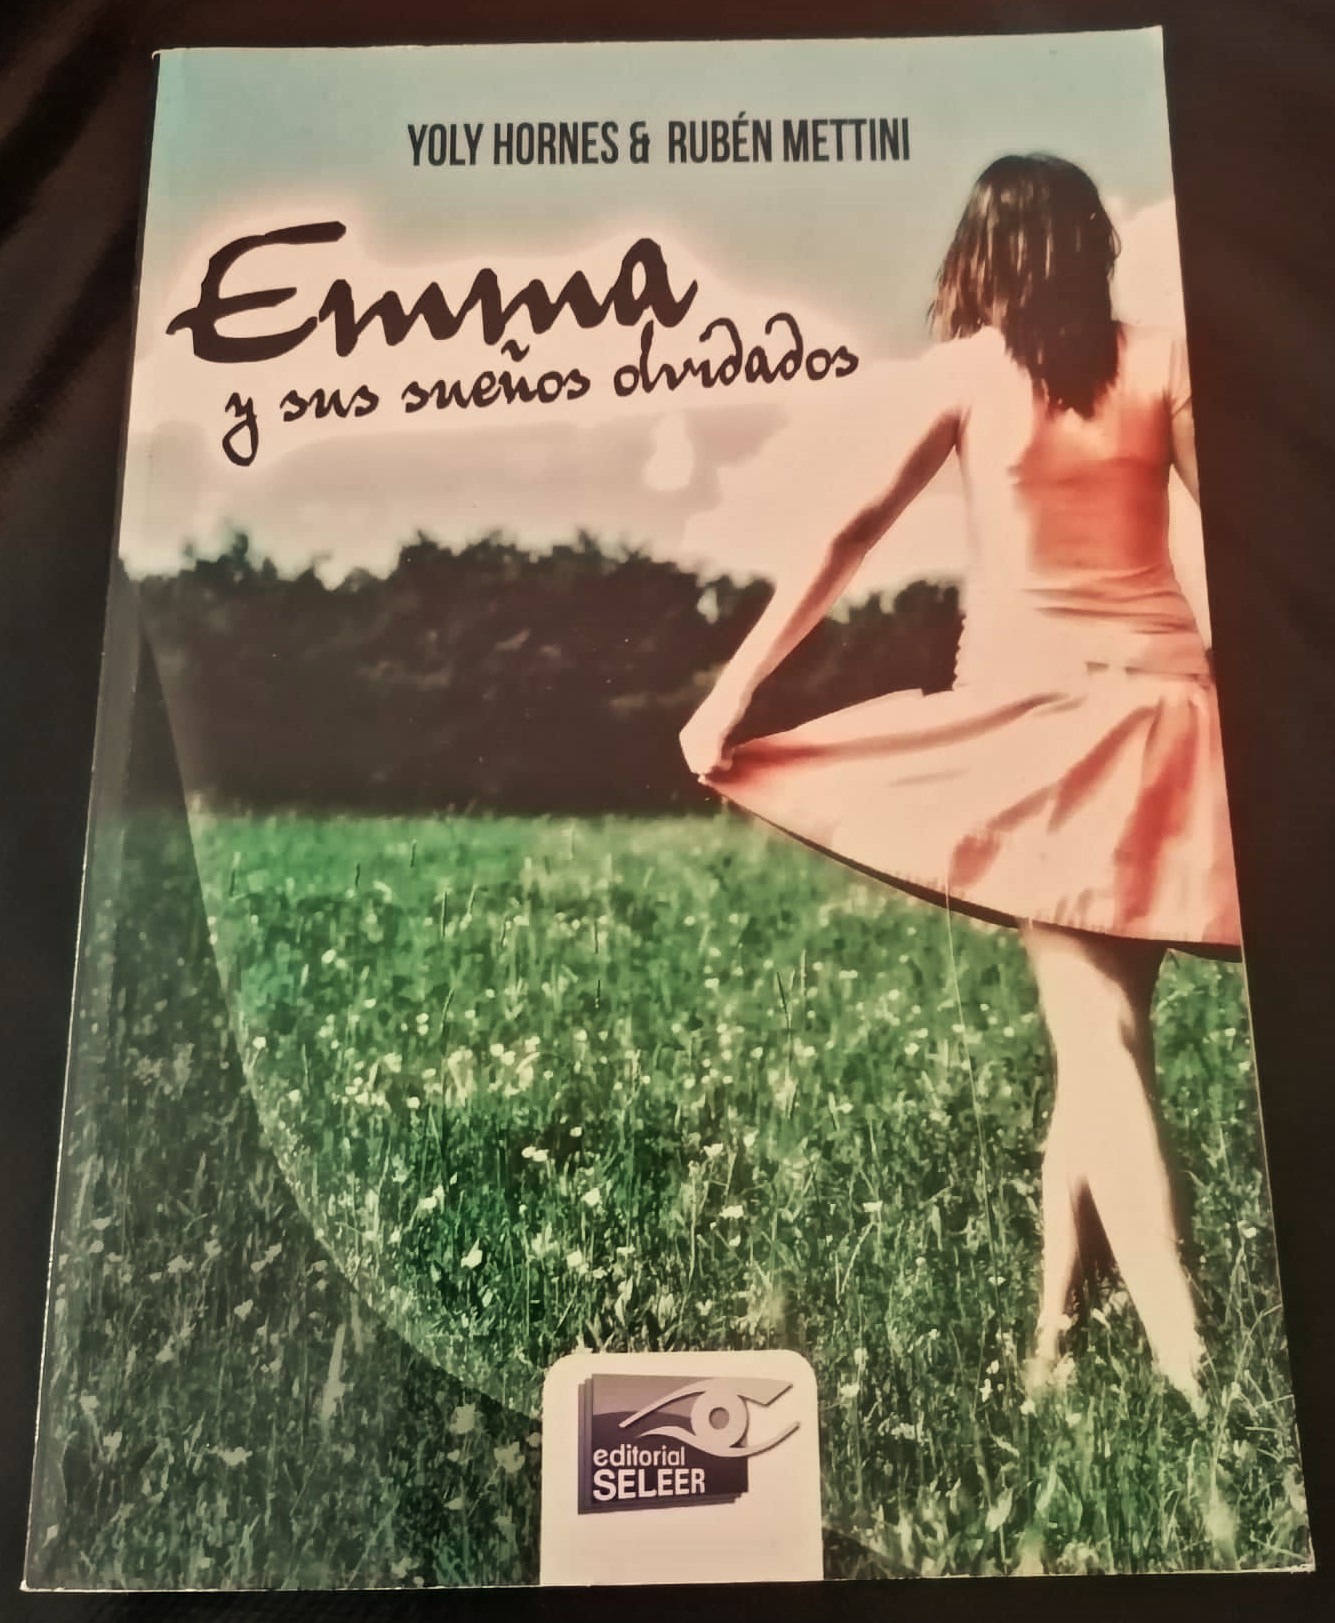 YOLY HORNES & RUBÉN METTINI
Emma
y sus sueños olvidados
editorial
SELEER